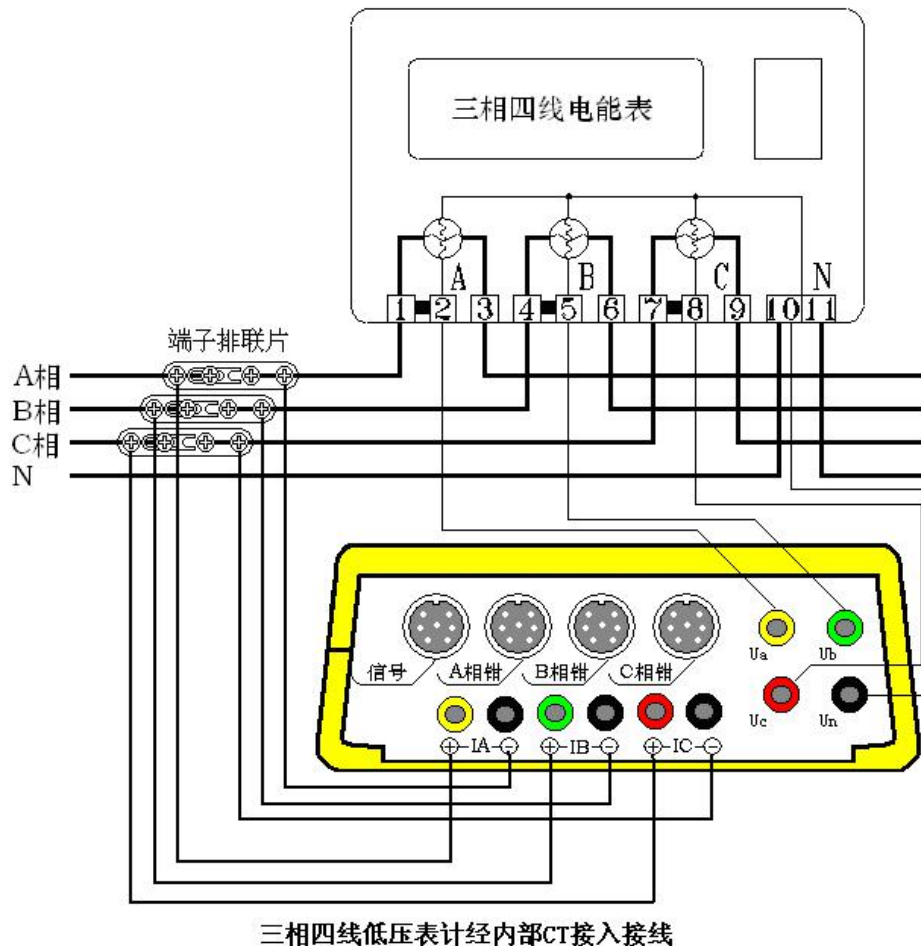 三相四线电能表
A B C N
1 2 3 4 5 6 7 8 9 10 11
端子排联片
A相
B相
C相
N
Ua Ub
信号 A相钳 B相钳 C相钳
Uc Un
+ IA - + IB - + IC -
三相四线低压表计经内部CT接入接线